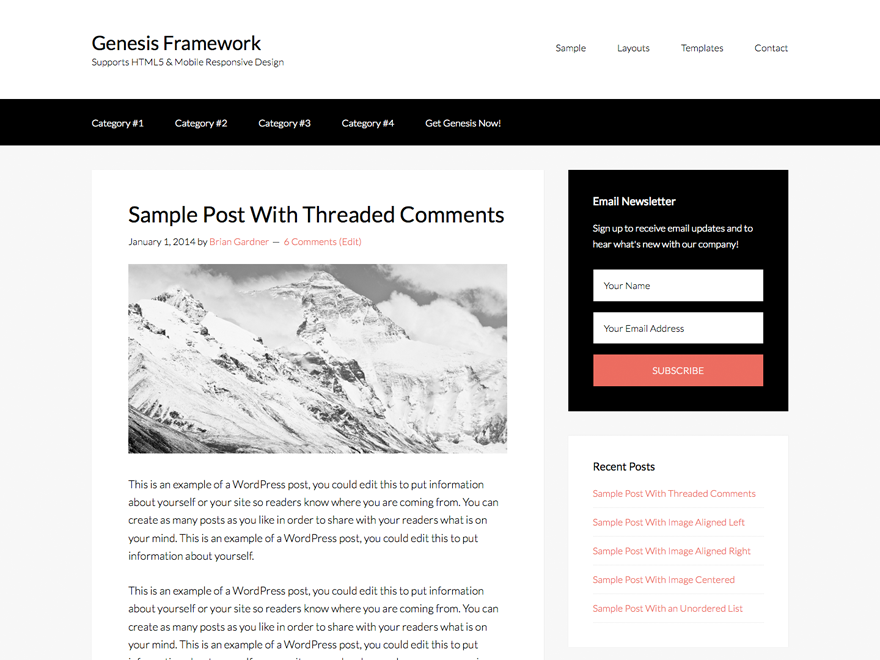 Genesis Framework
Supports HTML5 & Mobile Responsive Design
Sample Layouts Templates Contact
Category #1 Category #2 Category #3 Category #4 Get Genesis Now!
Sample Post With Threaded Comments
January 1, 2014 by Brian Gardner — 6 Comments (Edit)
This is an example of a WordPress post, you could edit this to put information
about yourself or your site so readers know where you are coming from. You can
create as many posts as you like in order to share with your readers what is on
your mind. This is an example of a WordPress post, you could edit this to put
information about yourself.
This is an example of a WordPress post, you could edit this to put information
about yourself or your site so readers know where you are coming from. You can
create as many posts as you like in order to share with your readers what is on
your mind. This is an example of a WordPress post, you could edit this to put
Email Newsletter
Sign up to receive email updates and to
hear what's new with our company!
Your Name
Your Email Address
SUBSCRIBE
Recent Posts
Sample Post With Threaded Comments
Sample Post With Image Aligned Left
Sample Post With Image Aligned Right
Sample Post With Image Centered
Sample Post With an Unordered List